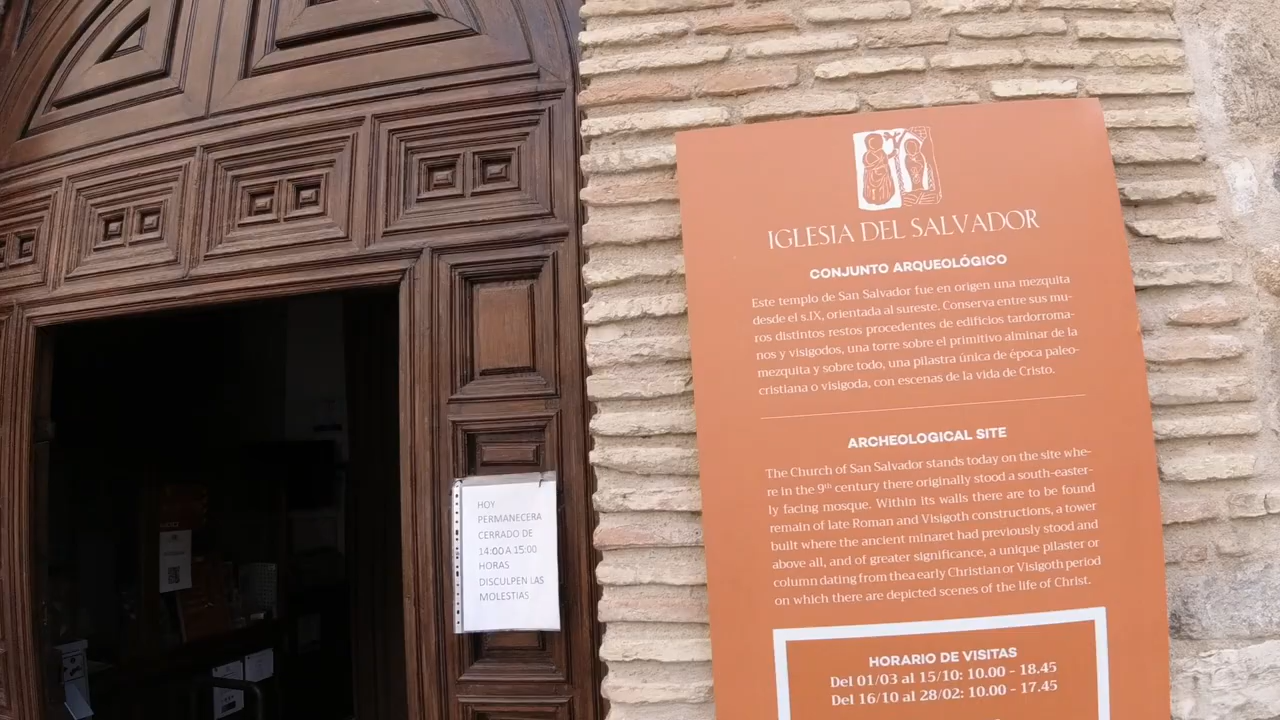 HOY
PERMANECERA
CERRADO DE
14:00 A 15:00
HORAS
DISCULPEN LAS
MOLESTIAS
IGLESIA DEL SALVADOR
CONJUNTO ARQUEOLÓGICO
Este templo de San Salvador fue en origen una mezquita
desde el s.IX, orientada al sureste. Conserva entre sus mu-
ros distintos restos procedentes de edificios tardorroma-
nos y visigodos, una torre sobre el primitivo alminar de la
mezquita y sobre todo, una pilastra única de época paleo-
cristiana o visigoda, con escenas de la vida de Cristo.
ARCHEOLOGICAL SITE
The Church of San Salvador stands today on the site whe-
re in the 9th century there originally stood a south-easter-
ly facing mosque. Within its walls there are to be found
remain of late Roman and Visigoth constructions, a tower
built where the ancient minaret had previously stood and
above all, and of greater significance, a unique pilaster or
column dating from thea early Christian or Visigoth period
on which there are depicted scenes of the life of Christ.
HORARIO DE VISITAS
Del 01/03 al 15/10: 10.00 - 18.45
Del 16/10 al 28/02: 10.00 - 17.45